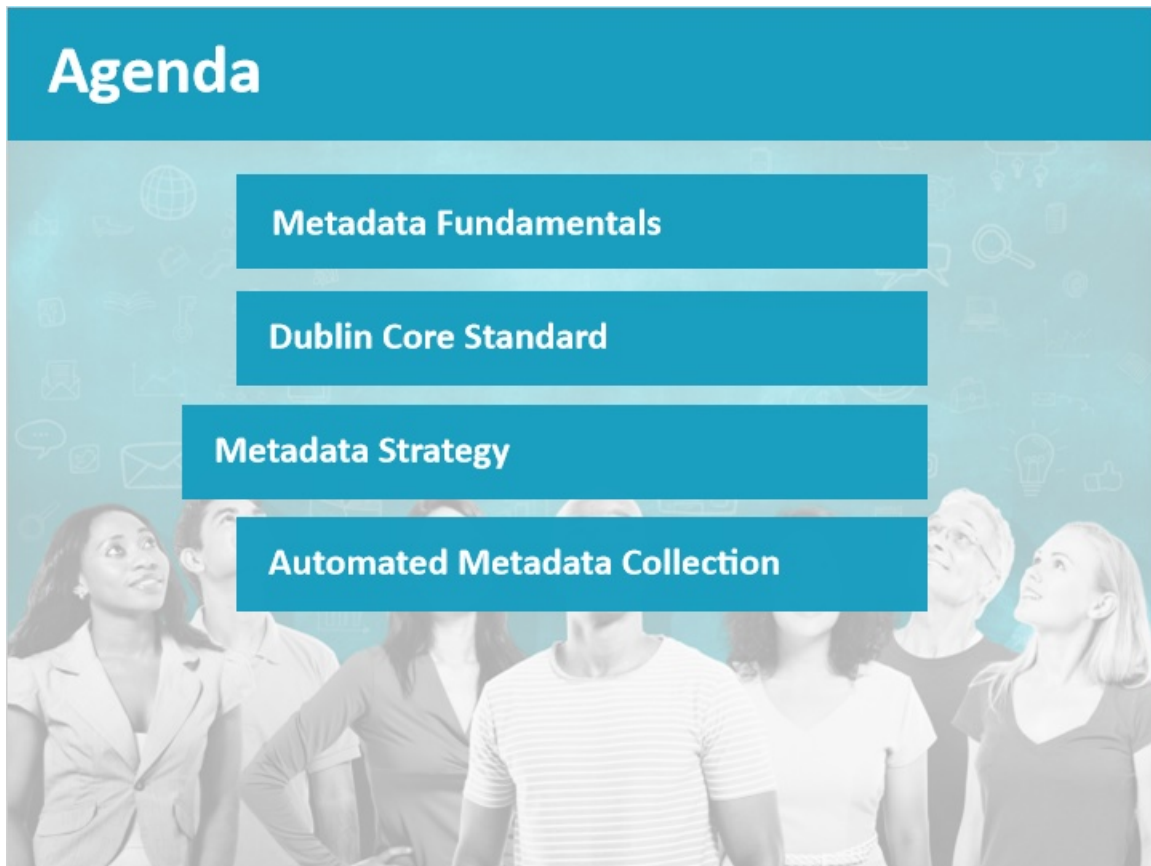 Agenda
Metadata Fundamentals
Dublin Core Standard
Metadata Strategy
Automated Metadata Collection